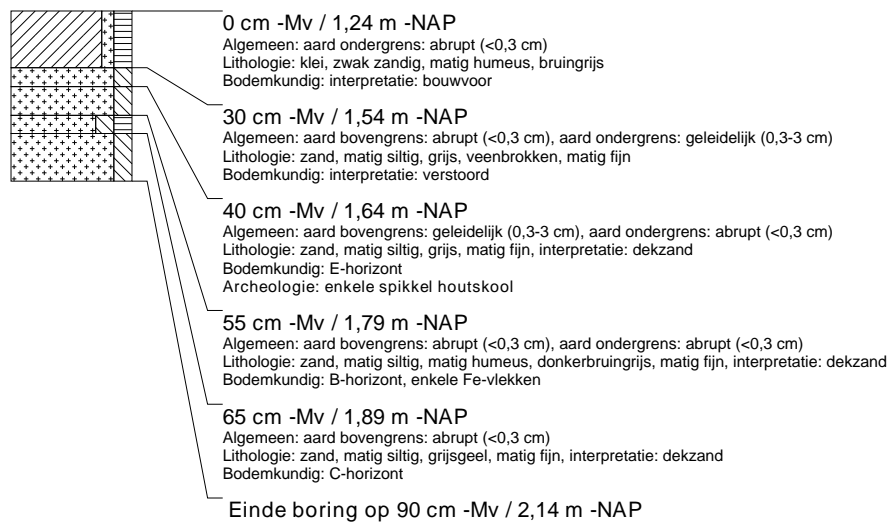 0 cm -Mv / 1,24 m -NAP
Algemeen: aard ondergrens: abrupt (<0,3 cm)
Lithologie: klei, zwak zandig, matig humeus, bruingrijs
Bodemkundig: interpretatie: bouwvoor
30 cm -Mv / 1,54 m -NAP
Algemeen: aard bovengrens: abrupt (<0,3 cm), aard ondergrens: geleidelijk (0,3-3 cm)
Lithologie: zand, matig siltig, grijs, veenbrokken, matig fijn
Bodemkundig: interpretatie: verstoord
40 cm -Mv / 1,64 m -NAP
Algemeen: aard bovengrens: geleidelijk (0,3-3 cm), aard ondergrens: abrupt (<0,3 cm)
Lithologie: zand, matig siltig, grijs, matig fijn, interpretatie: dekzand
Bodemkundig: E-horizont
Archeologie: enkele spikkel houtskool
55 cm -Mv / 1,79 m -NAP
Algemeen: aard bovengrens: abrupt (<0,3 cm), aard ondergrens: abrupt (<0,3 cm)
Lithologie: zand, matig siltig, matig humeus, donkerbruingrijs, matig fijn, interpretatie: dekzand
Bodemkundig: B-horizont, enkele Fe-vlekken
65 cm -Mv / 1,89 m -NAP
Algemeen: aard bovengrens: abrupt (<0,3 cm)
Lithologie: zand, matig siltig, grijsgeel, matig fijn, interpretatie: dekzand
Bodemkundig: C-horizont
Einde boring op 90 cm -Mv / 2,14 m -NAP